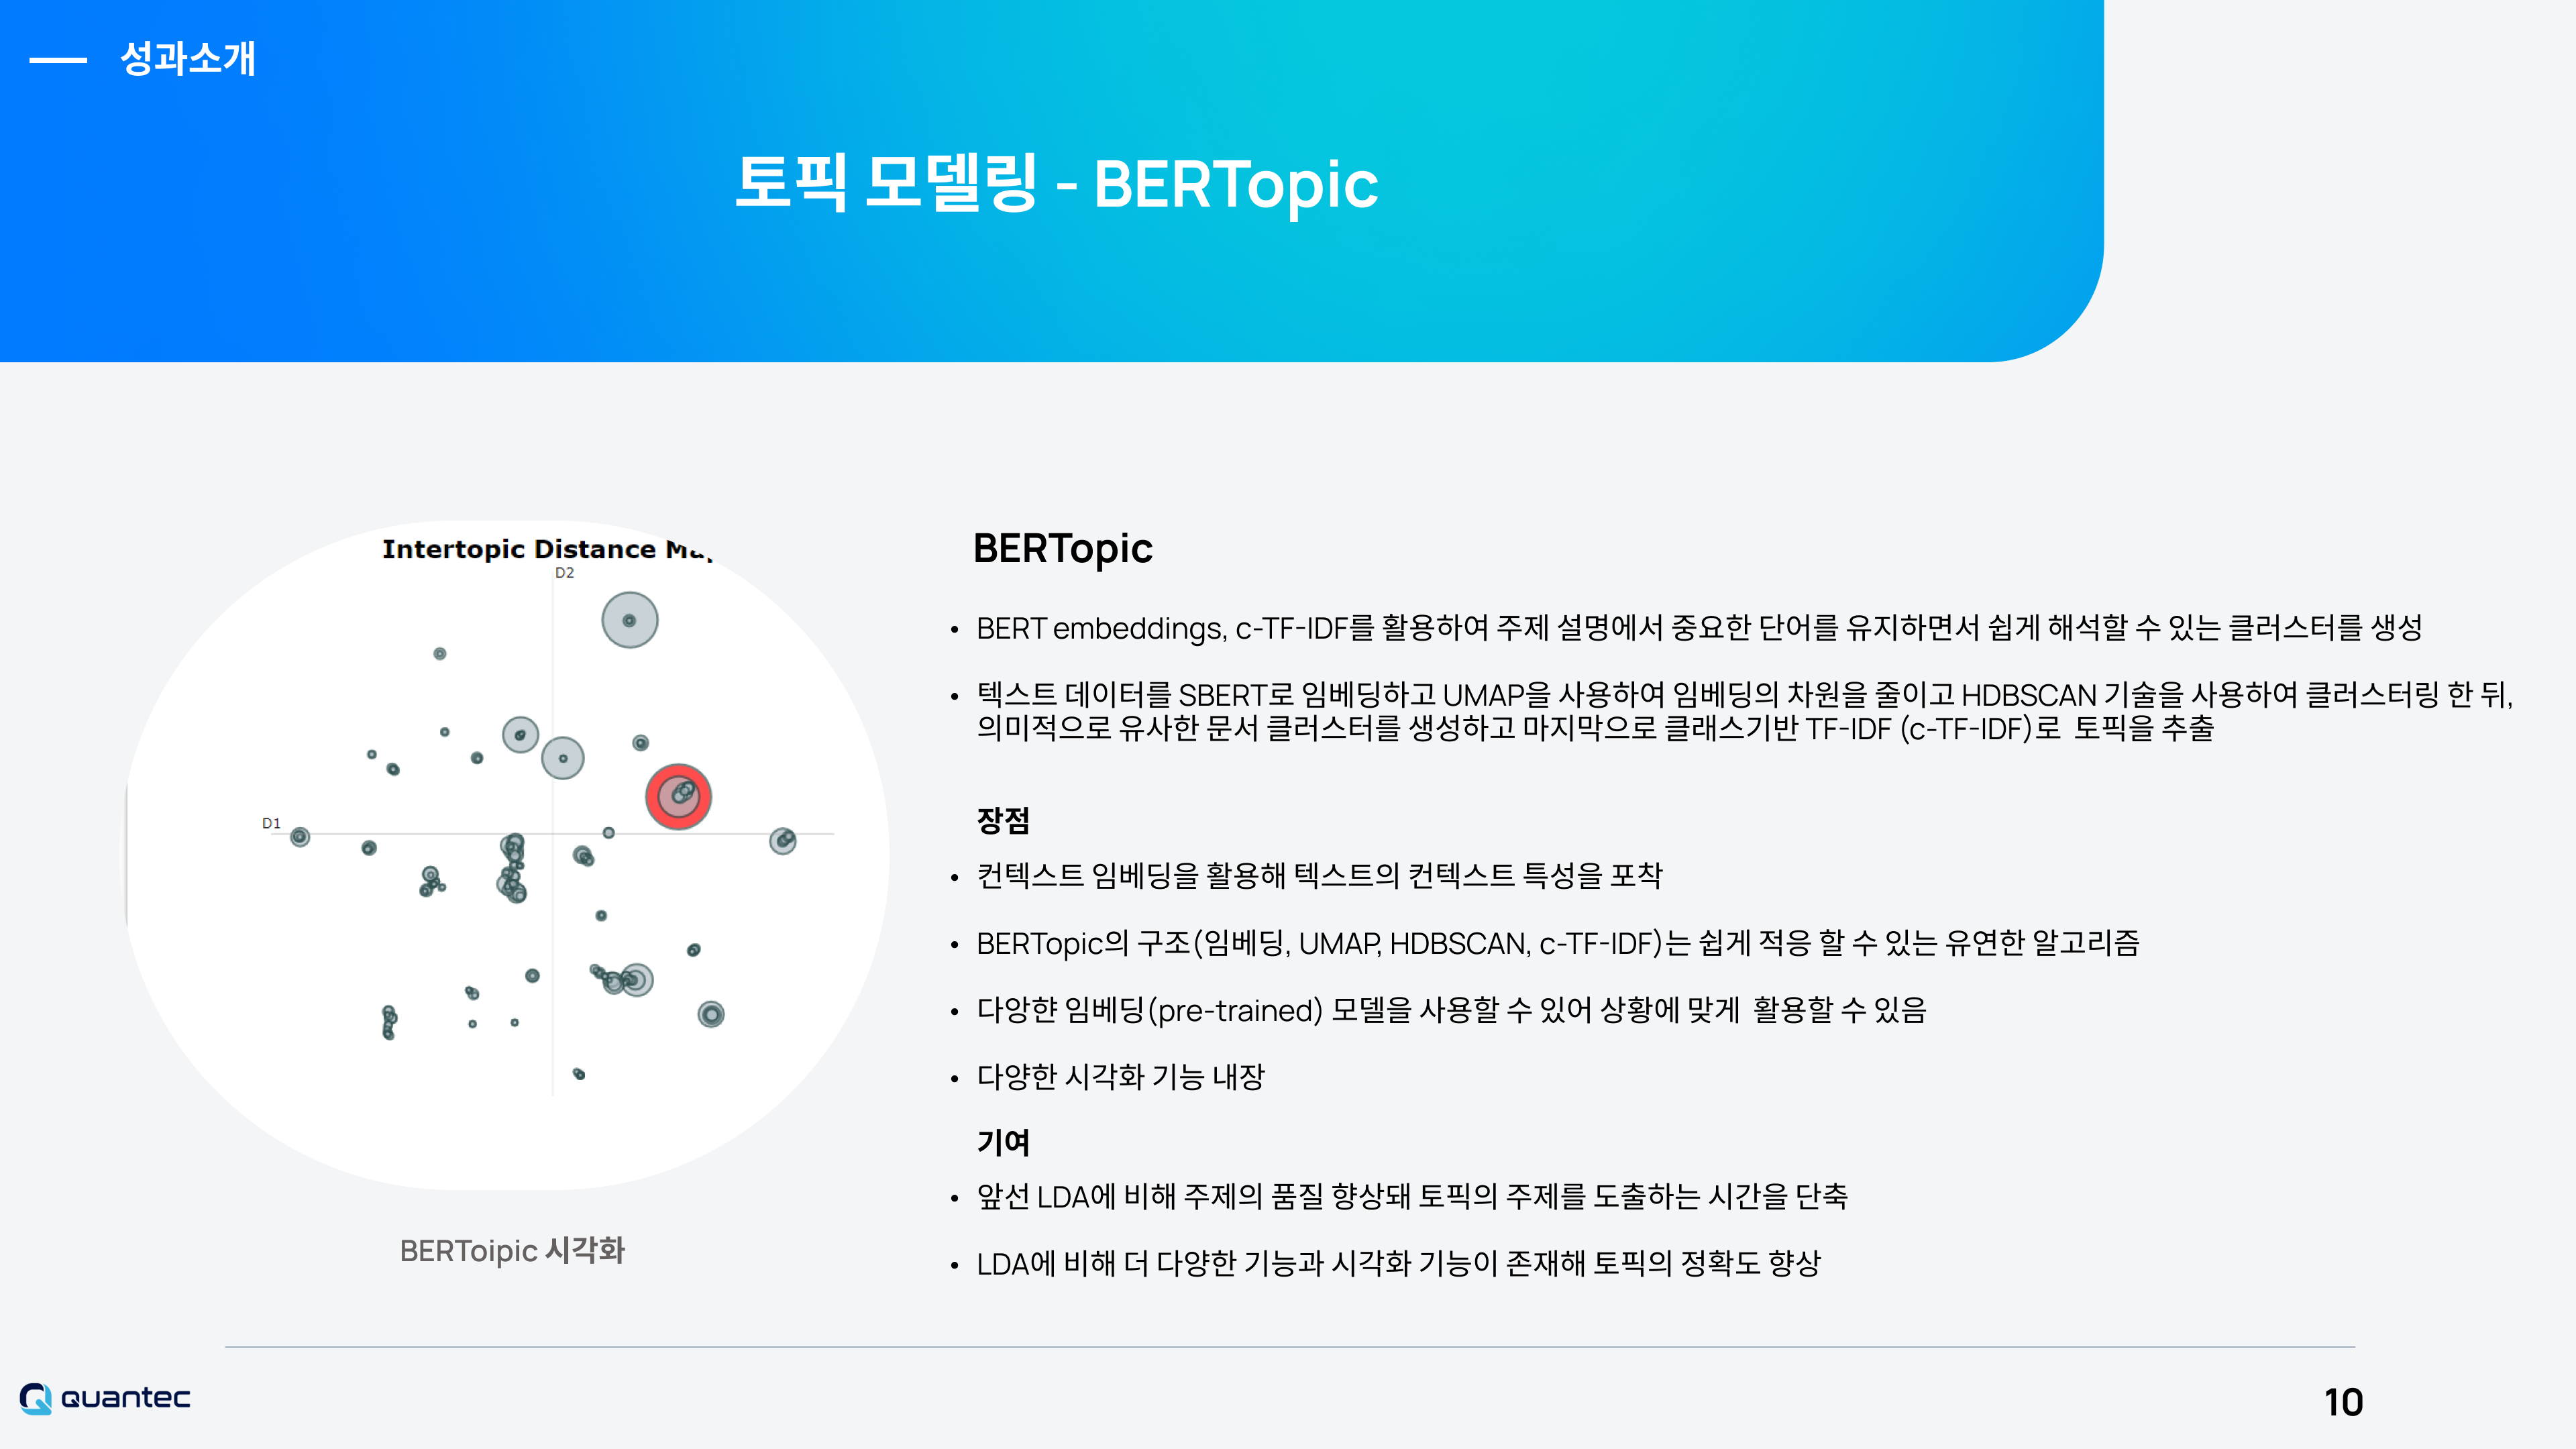 성과소개
토픽 모델링 - BERTopic
Intertopic Distance
D2
D1
BERToipic 시각화
BERTopic
• BERT embeddings, c-TF-IDF를 활용하여 주제 설명에서 중요한 단어를 유지하면서 쉽게 해석할 수 있는 클러스터를 생성
• 텍스트 데이터를 SBERT로 임베딩하고 UMAP을 사용하여 임베딩의 차원을 줄이고 HDBSCAN 기술을 사용하여 클러스터링 한 뒤,
의미적으로 유사한 문서 클러스터를 생성하고 마지막으로 클래스기반 TF-IDF (c-TF-IDF)로 토픽을 추출
장점
• 컨텍스트 임베딩을 활용해 텍스트의 컨텍스트 특성을 포착
• BERTopic의 구조(임베딩, UMAP, HDBSCAN, c-TF-IDF)는 쉽게 적응 할 수 있는 유연한 알고리즘
• 다앙햔 임베딩(pre-trained) 모델을 사용할 수 있어 상황에 맞게 활용할 수 있음
• 다양한 시각화 기능 내장
기여
• 앞선 LDA에 비해 주제의 품질 향상돼 토픽의 주제를 도출하는 시간을 단축
• LDA에 비해 더 다양한 기능과 시각화 기능이 존재해 토픽의 정확도 향상
QUANTEC
10